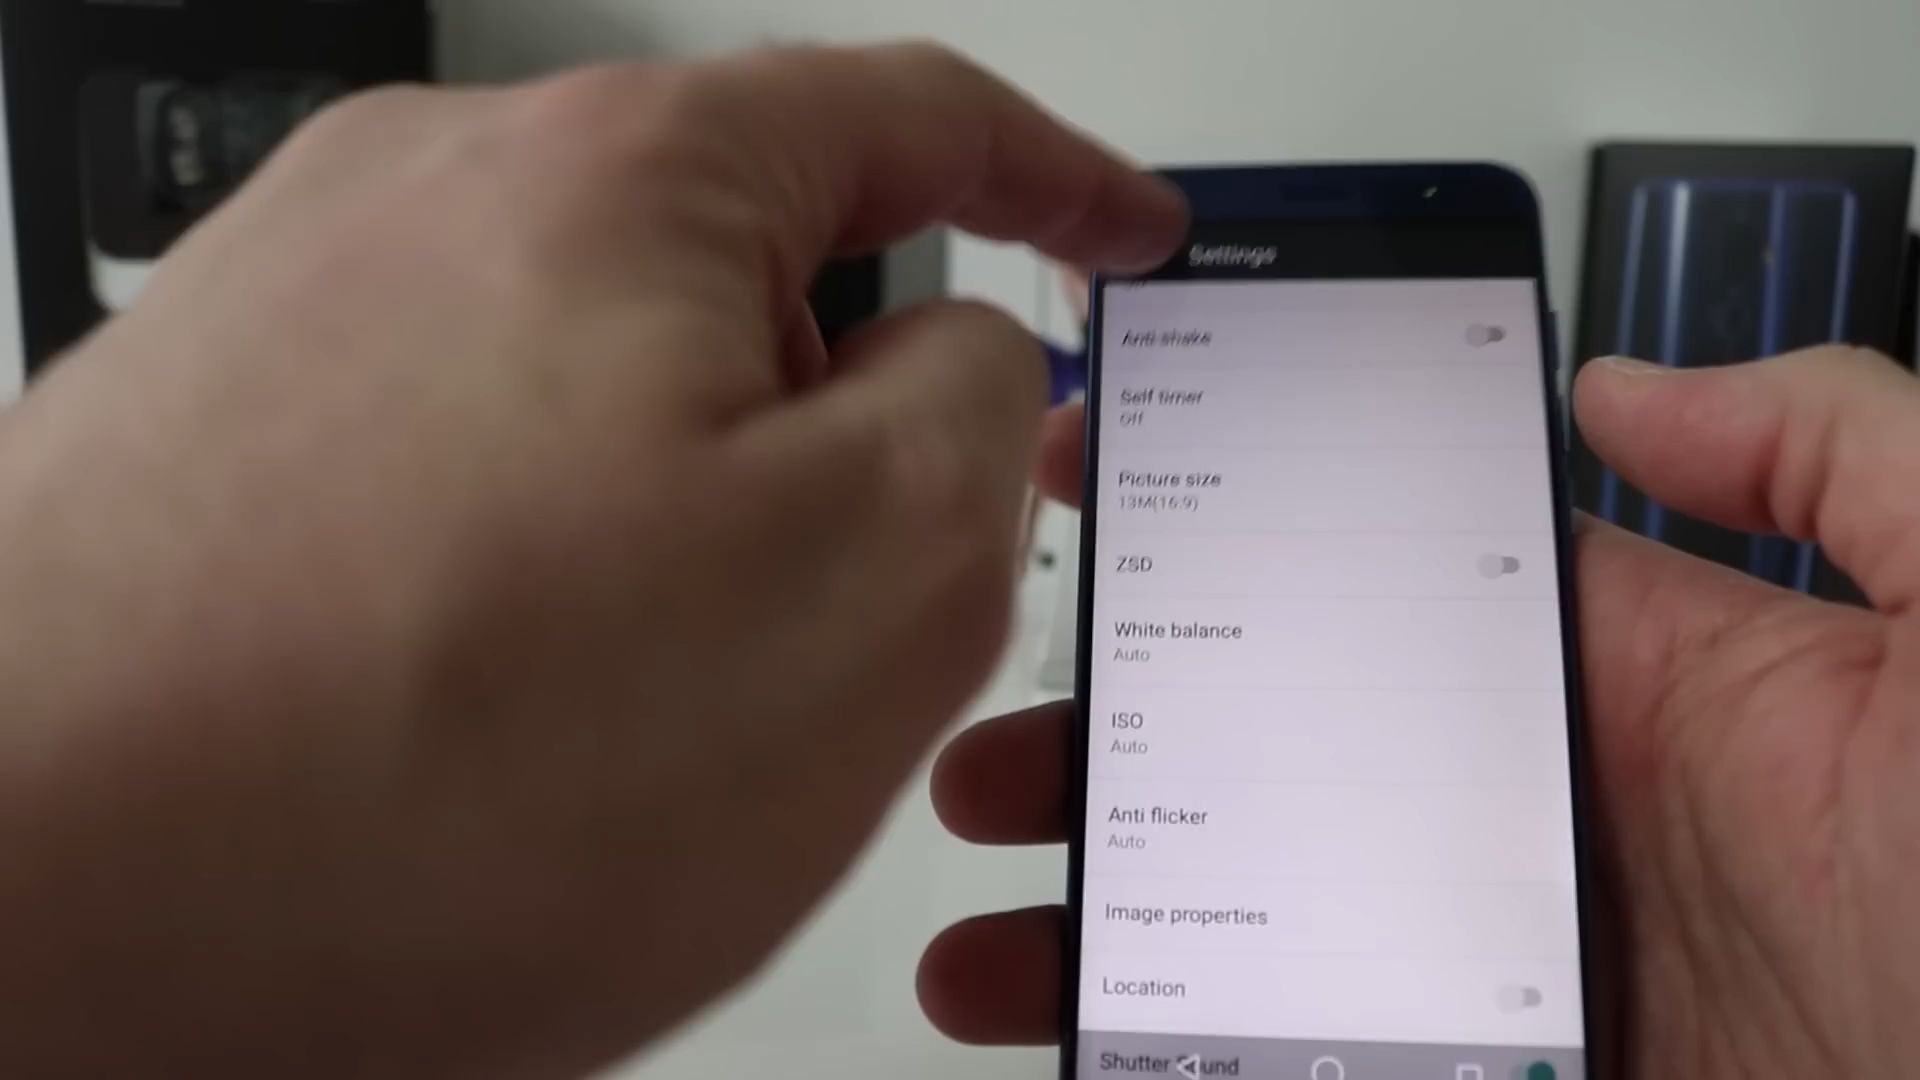 Settings
Anti-shake
Self timer
Off
Picture size
13M(16:9)
ZSD
White balance
Auto
ISO
Auto
Anti flicker
Auto
Image properties
Location
Shutter